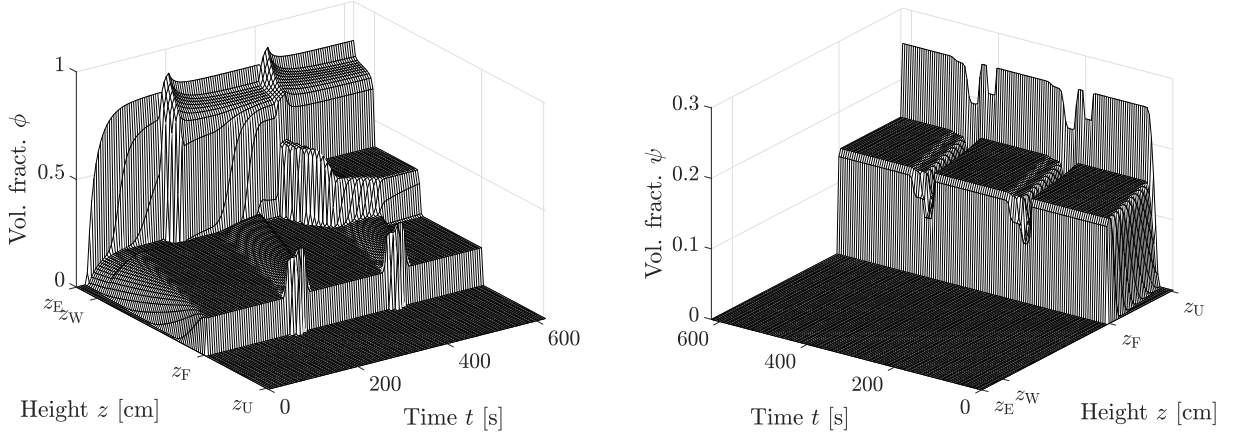 1
0.5
0
Vol. fract. ϕ
z_E
z_W
z_F
z_U
Height z [cm]
0
200
400
600
Time t [s]
0.3
0.2
0.1
0
Vol. fract. ψ
600
400
200
0
Time t [s]
z_E
z_W
z_F
z_U
Height z [cm]